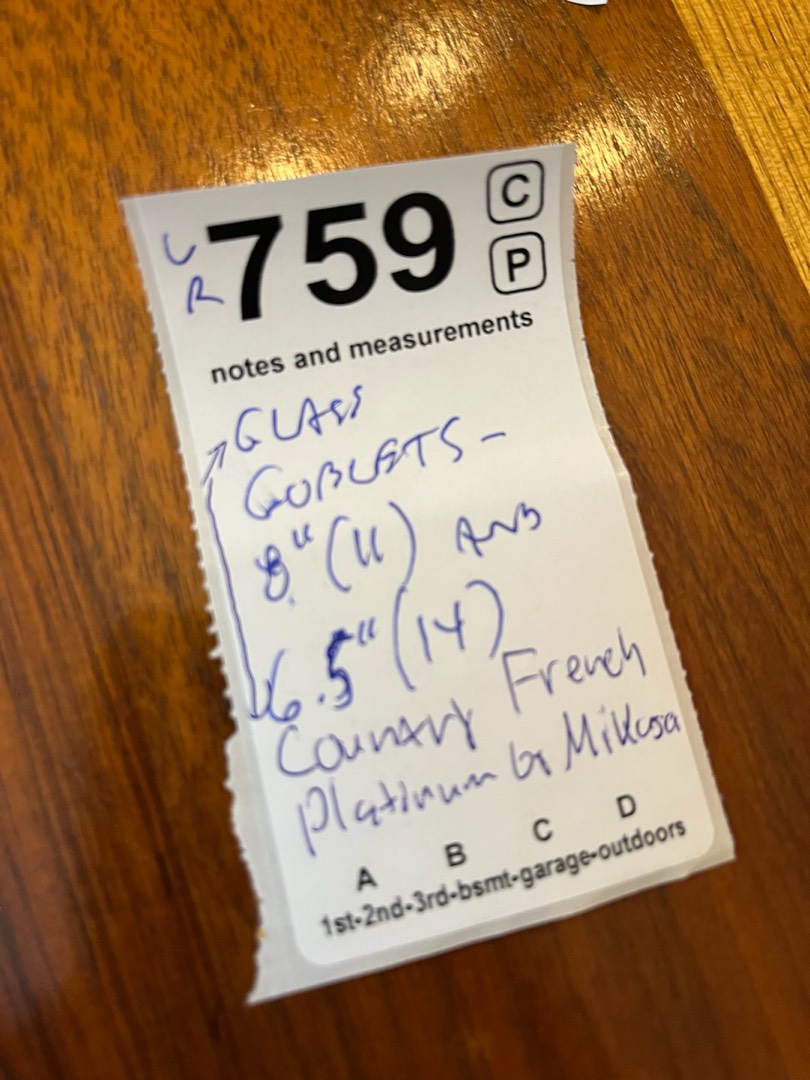 759
C
P
notes and measurements
GLASS
GOBLETS-
8" (11) AND
6.5" (14)
Country French
Platinum by Mikasa
A B C D
1st-2nd-3rd-bsmt-garage-outdoors